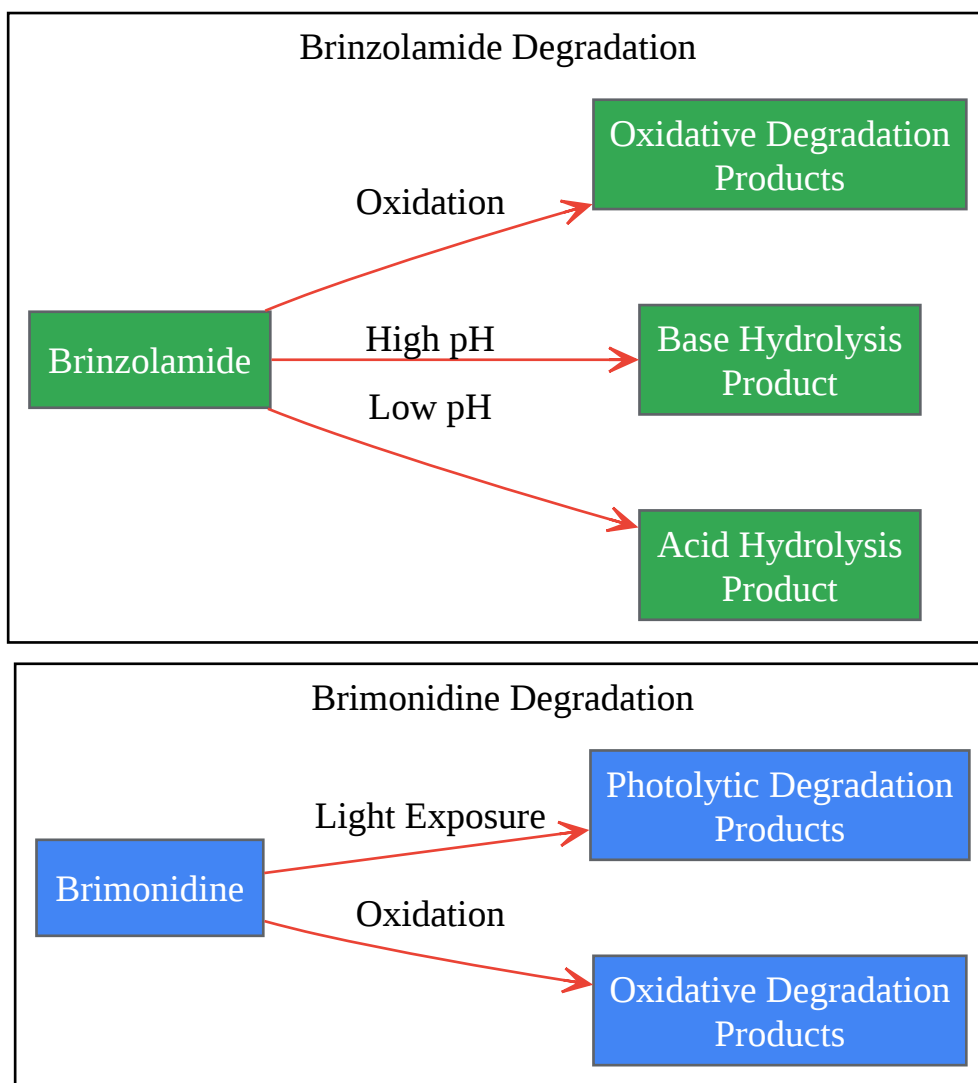 Brinzolamide Degradation
Oxidative Degradation
Products
Oxidation
Brinzolamide
High pH
Base Hydrolysis
Product
Low pH
Acid Hydrolysis
Product
Brimonidine Degradation
Photolytic Degradation
Products
Light Exposure
Brimonidine
Oxidation
Oxidative Degradation
Products